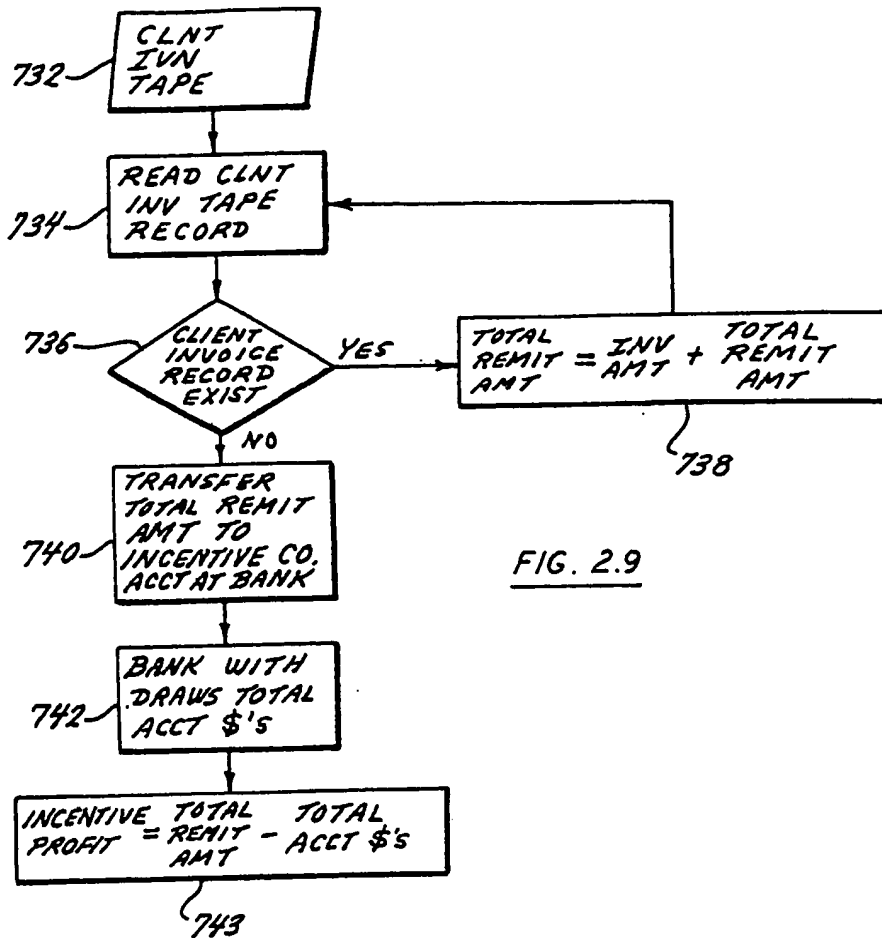 CLNT
IVN
TAPE
732
READ CLNT
INV TAPE
RECORD
734
CLIENT
INVOICE
RECORD
EXIST
736
YES
TOTAL REMIT AMT = INV AMT + TOTAL REMIT AMT
738
NO
TRANSFER
TOTAL REMIT
AMT TO
INCENTIVE CO.
ACCT AT BANK
740
FIG. 2.9
BANK WITH
DRAWS TOTAL
ACCT $'S
742
INCENTIVE PROFIT = TOTAL REMIT AMT - TOTAL ACCT $'S
743